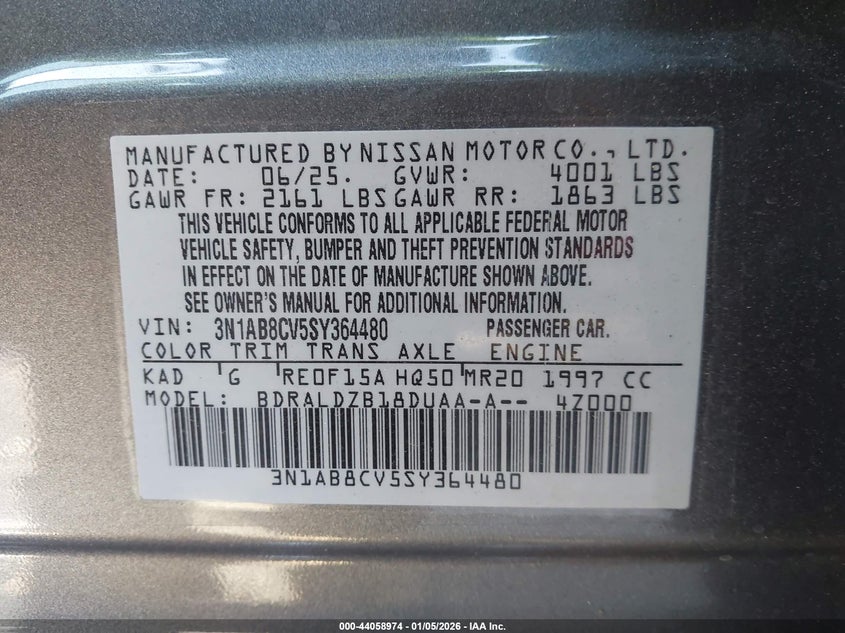 MANUFACTURED BY NISSAN MOTOR CO., LTD.
DATE: 06/25. GVWR: 4001 LBS
GAWR FR: 2161 LBS GAWR RR: 1863 LBS
THIS VEHICLE CONFORMS TO ALL APPLICABLE FEDERAL MOTOR
VEHICLE SAFETY, BUMPER AND THEFT PREVENTION STANDARDS
IN EFFECT ON THE DATE OF MANUFACTURE SHOWN ABOVE.
SEE OWNER'S MANUAL FOR ADDITIONAL INFORMATION.
VIN: 3N1AB8CV5SY364480 PASSENGER CAR.
COLOR TRIM TRANS AXLE ENGINE
KAD G RE0F15A HQ50 MR20 1997 CC
MODEL: BDRALDZB18DUAA-A-- 4Z000
3N1AB8CV5SY364480
000-44058974 | 01/05/2026 - IAA Inc.